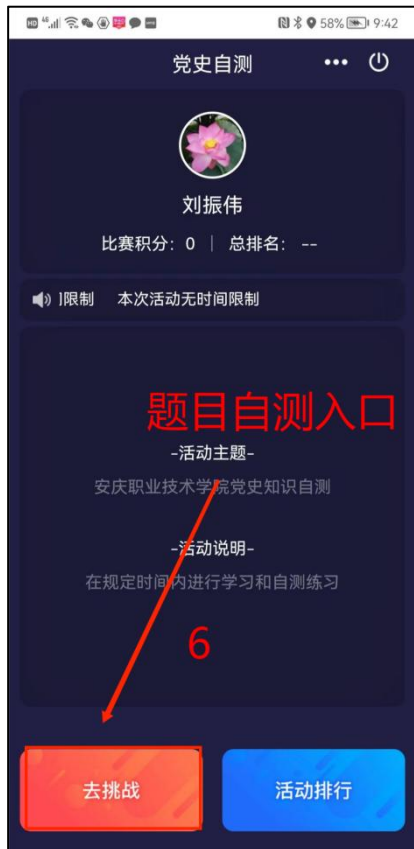 HD 4G 58% 9:42
党史自测
刘振伟
比赛积分：0 | 总排名：--
限制 本次活动无时间限制
题目自测入口
-活动主题-
安庆职业技术学院党史知识自测
-活动说明-
在规定时间内进行学习和自测练习
6
去挑战
活动排行